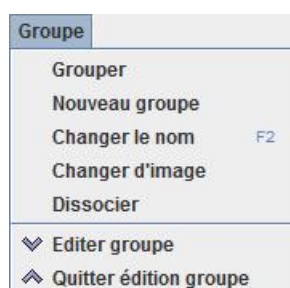 Groupe
Grouper
Nouveau groupe
Changer le nom F2
Changer d'image
Dissocier
Editer groupe
Quitter édition groupe